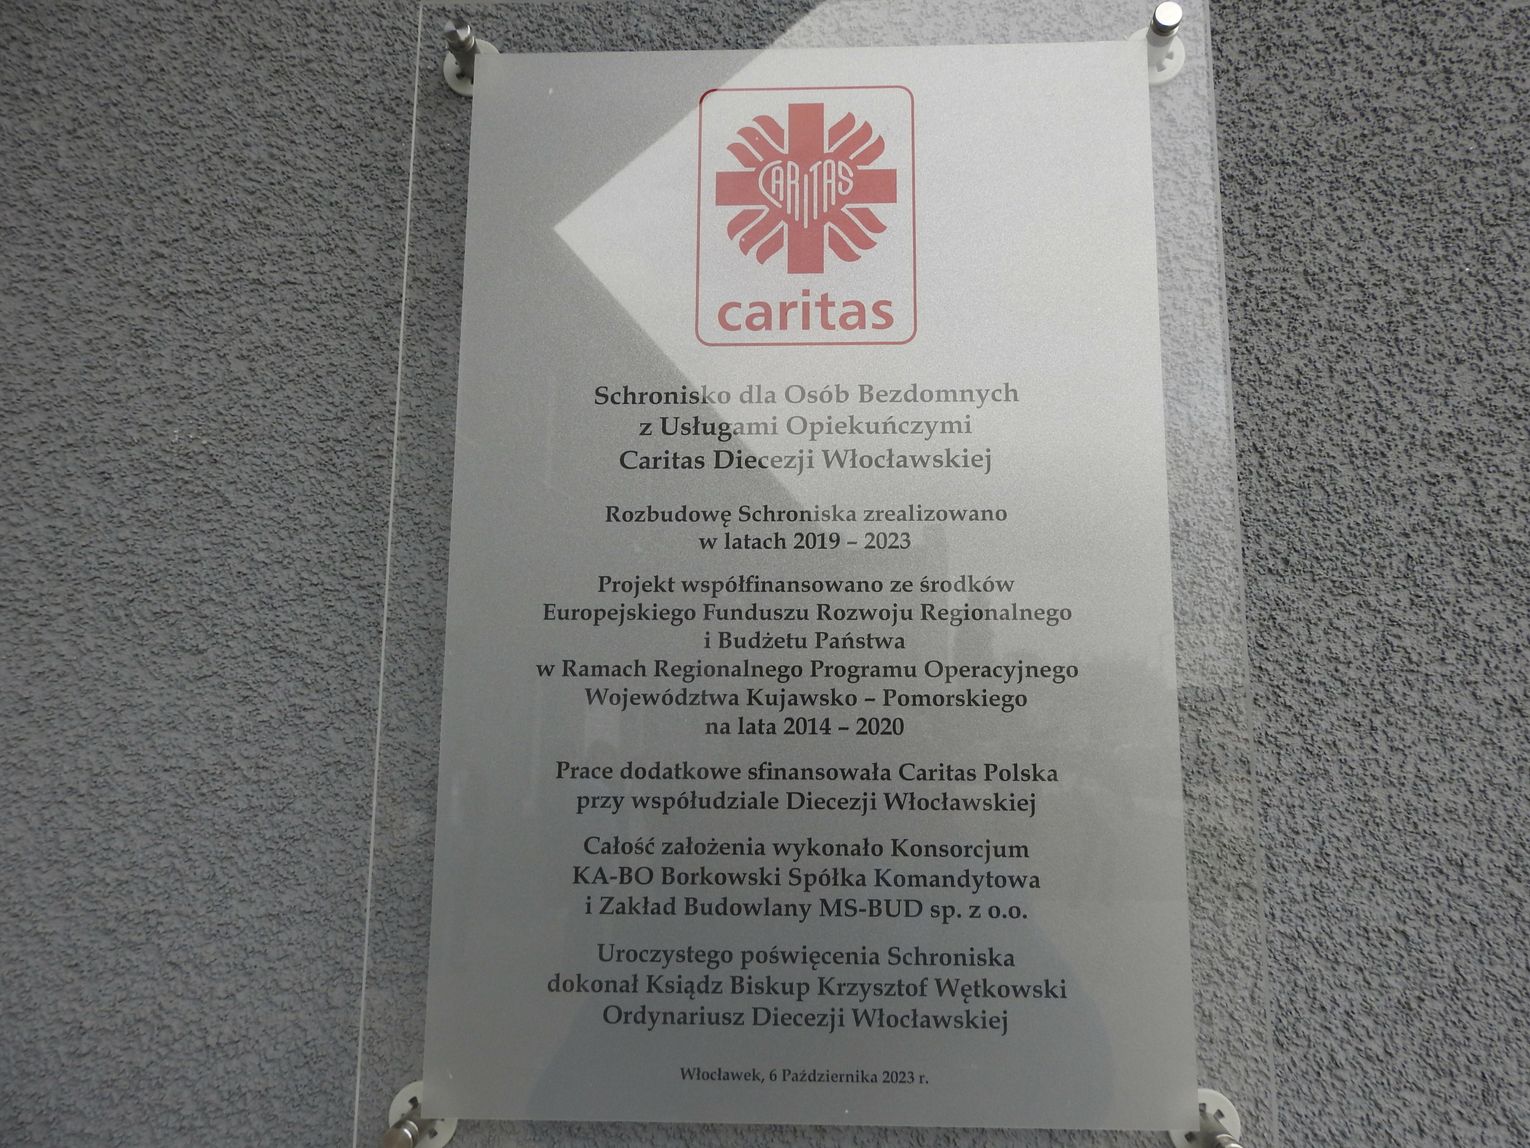 CARITAS
caritas
Schronisko dla Osób Bezdomnych
z Usługami Opiekuńczymi
Caritas Diecezji Włocławskiej
Rozbudowę Schroniska zrealizowano
w latach 2019 – 2023
Projekt współfinansowano ze środków
Europejskiego Funduszu Rozwoju Regionalnego
i Budżetu Państwa
w Ramach Regionalnego Programu Operacyjnego
Województwa Kujawsko – Pomorskiego
na lata 2014 – 2020
Prace dodatkowe sfinansowała Caritas Polska
przy współudziale Diecezji Włocławskiej
Całość założenia wykonało Konsorcjum
KA-BO Borkowski Spółka Komandytowa
i Zakład Budowlany MS-BUD sp. z o.o.
Uroczystego poświęcenia Schroniska
dokonał Ksiądz Biskup Krzysztof Wętkowski
Ordynariusz Diecezji Włocławskiej
Włocławek, 6 Października 2023 r.